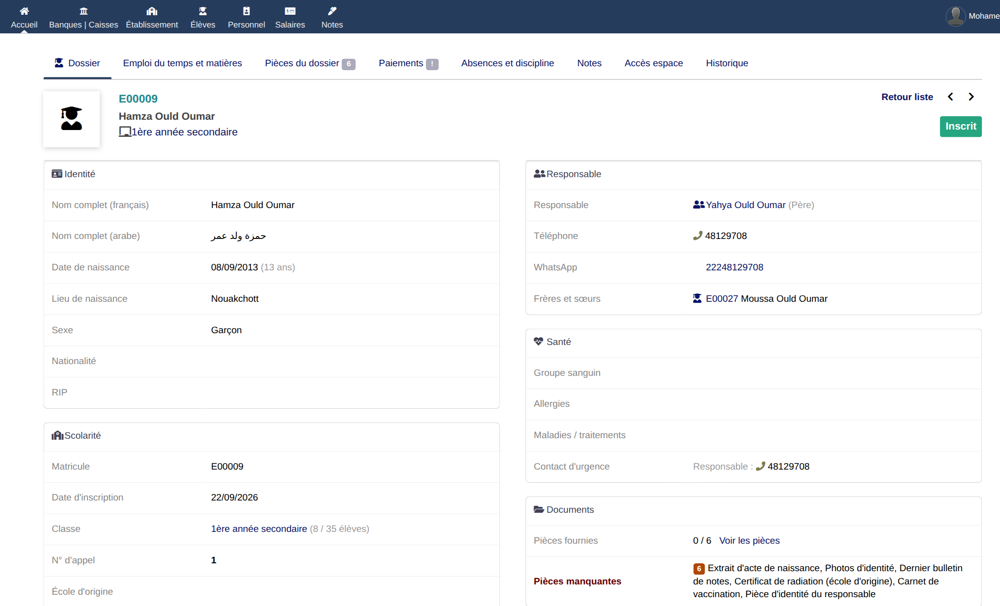 Accueil
Banques | Caisses
Établissement
Élèves
Personnel
Salaires
Notes
Mohame
Dossier
Emploi du temps et matières
Pièces du dossier 6
Paiements !
Absences et discipline
Notes
Accès espace
Historique
E00009
Hamza Ould Oumar
1ère année secondaire
Retour liste
Inscrit
Identité
Nom complet (français) Hamza Ould Oumar
Nom complet (arabe) حمزة ولد عمر
Date de naissance 08/09/2013 (13 ans)
Lieu de naissance Nouakchott
Sexe Garçon
Nationalité
RIP
Scolarité
Matricule E00009
Date d'inscription 22/09/2026
Classe 1ère année secondaire (8 / 35 élèves)
N° d'appel 1
École d'origine
Responsable
Responsable Yahya Ould Oumar (Père)
Téléphone 48129708
WhatsApp 22248129708
Frères et sœurs E00027 Moussa Ould Oumar
Santé
Groupe sanguin
Allergies
Maladies / traitements
Contact d'urgence Responsable : 48129708
Documents
Pièces fournies 0 / 6 Voir les pièces
Pièces manquantes 6 Extrait d'acte de naissance, Photos d'identité, Dernier bulletin
de notes, Certificat de radiation (école d'origine), Carnet de
vaccination, Pièce d'identité du responsable